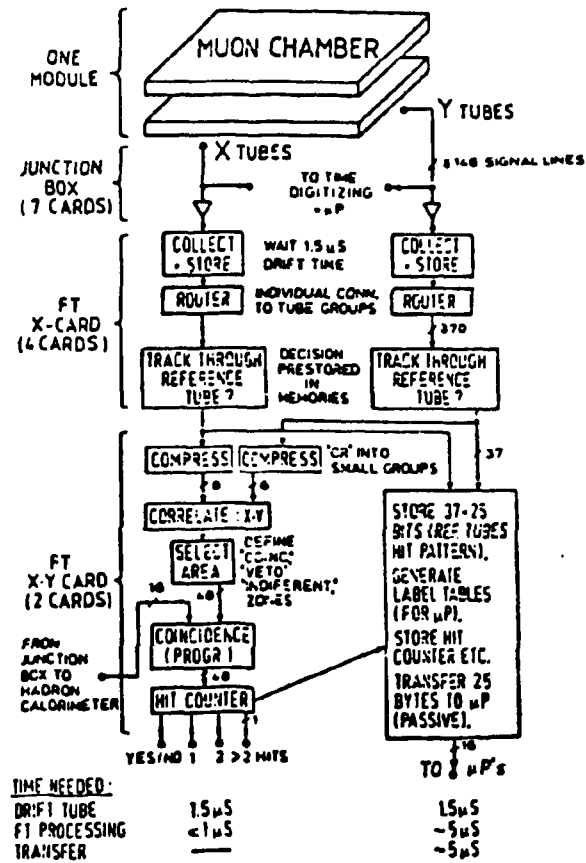 ONE
MODULE
MUON CHAMBER
Y TUBES
X TUBES
JUNCTION
BOX
(7 CARDS)
TO TIME
DIGITIZING
μP
148 SIGNAL LINES
FT
X-CARD
(4 CARDS)
COLLECT
+ STORE
WAIT 1.5μS
DRIFT TIME
COLLECT
+ STORE
ROUTER
INDIVIDUAL CONN.
TO TUBE GROUPS
ROUTER
370
TRACK THROUGH
REFERENCE
TUBE ?
DECISION
PRESTORED
IN
MEMORIES
TRACK THROUGH
REFERENCE
TUBE ?
FT
X-Y CARD
(2 CARDS)
COMPRESS
COMPRESS
"OR" INTO
SMALL GROUPS
37
CORRELATE X-Y
SELECT
AREA
DEFINE
"COINC"
"VETO"
"INDIFERENT"
ZONES
16
FROM
JUNCTION
BOX TO
HADRON
CALORIMETER
COINCIDENCE
(PROGR)
HIT COUNTER
1
YES/NO 1 2 >2 HITS
STORE 37+25
BITS (REF. TUBES
HIT PATTERN).
GENERATE
LABEL TABLES
(FOR μP)
STORE HIT
COUNTER ETC.
TRANSFER 25
BYTES TO μP
(PASSIVE).
16
TO μP's
TIME NEEDED:
DRIFT TUBE 1.5μS 1.5μS
FT PROCESSING <1μS ~5μS
TRANSFER — ~5μS